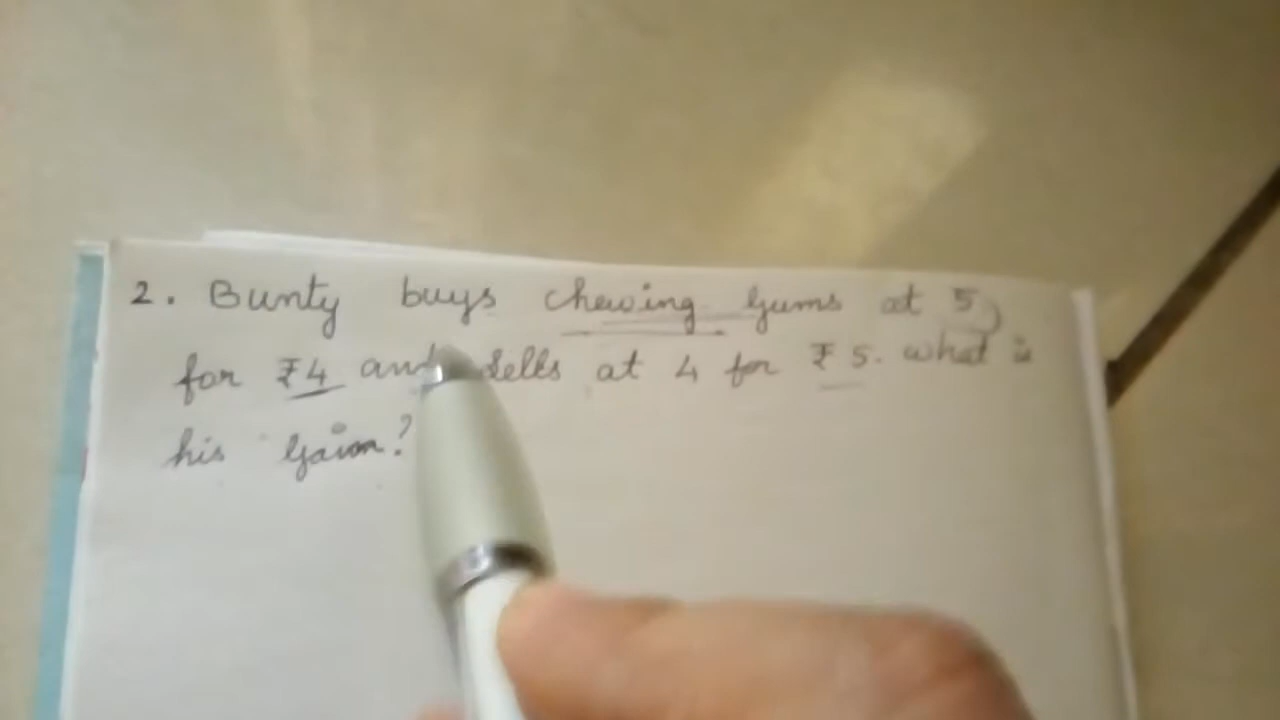 2. Bunty buys chewing Gums at 5
for ₹4 and sells at 4 for ₹ 5. what is
his Gain?